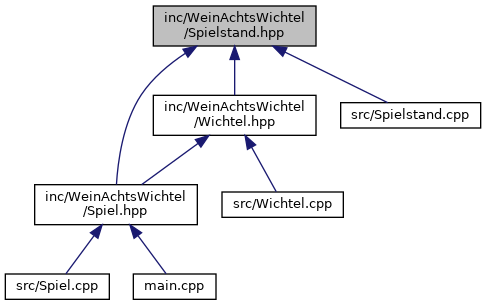 inc/WeinAchtsWichtel
/Spielstand.hpp
inc/WeinAchtsWichtel
/Wichtel.hpp
src/Spielstand.cpp
inc/WeinAchtsWichtel
/Spiel.hpp
src/Wichtel.cpp
src/Spiel.cpp
main.cpp